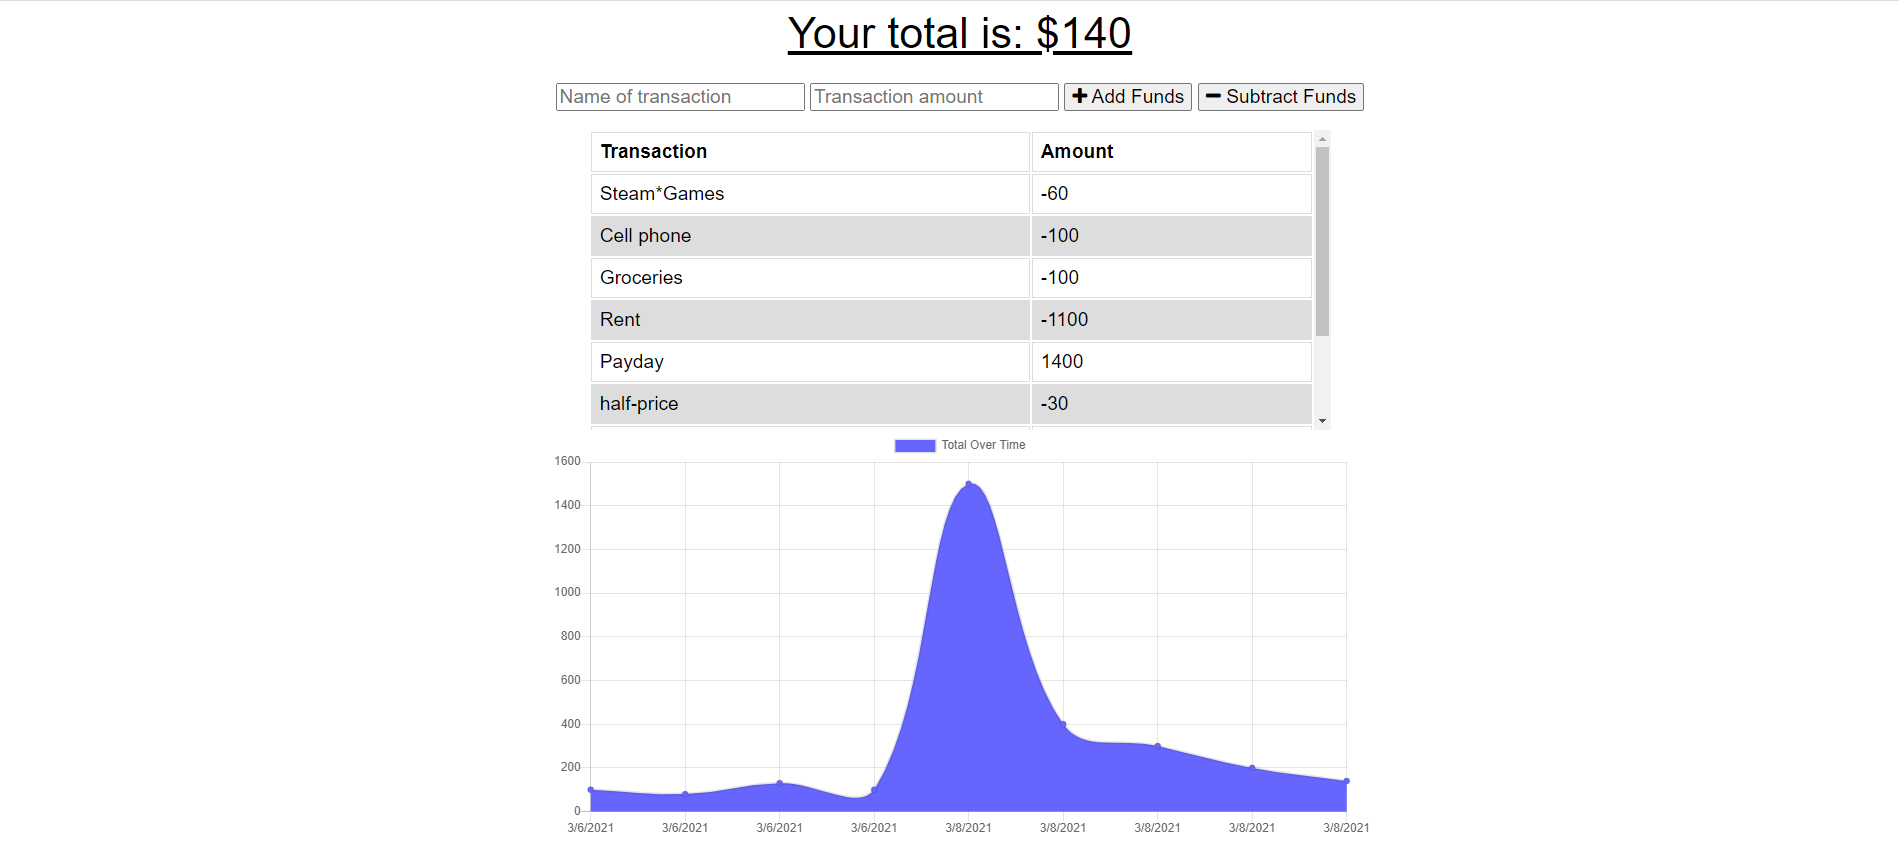 Your total is: $140
Name of transaction Transaction amount Add Funds Subtract Funds
Transaction Amount
Steam*Games -60
Cell phone -100
Groceries -100
Rent -1100
Payday 1400
half-price -30
Total Over Time
1600
1400
1200
1000
800
600
400
200
0
3/6/2021 3/6/2021 3/6/2021 3/6/2021 3/8/2021 3/8/2021 3/8/2021 3/8/2021 3/8/2021